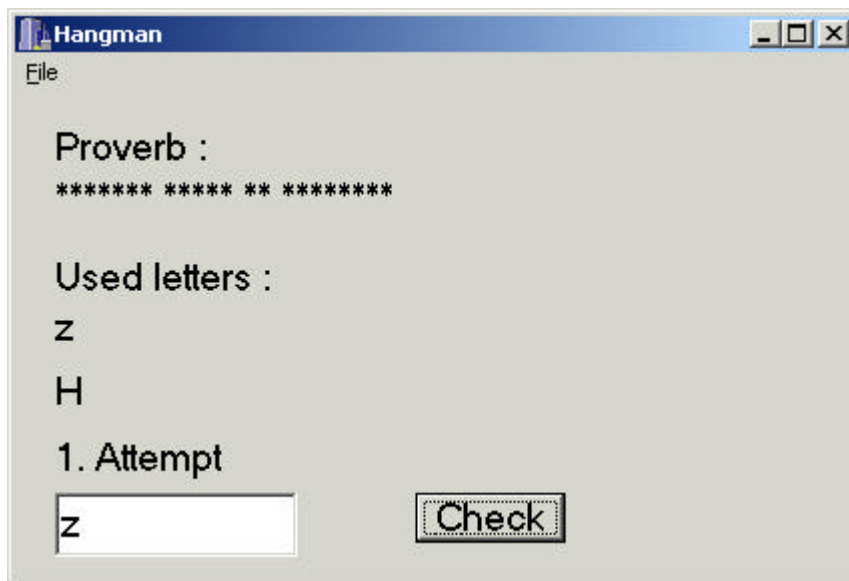 Hangman
File
Proverb :
******* ***** ** ********
Used letters :
z
H
1. Attempt
z Check